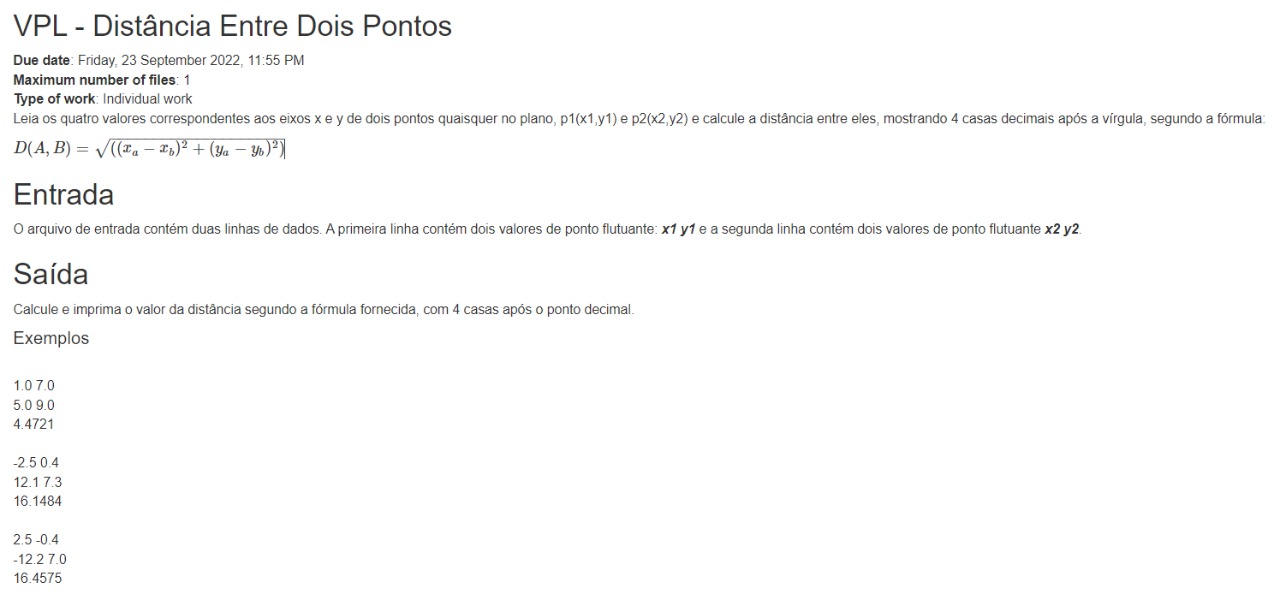 VPL - Distância Entre Dois Pontos
Due date: Friday, 23 September 2022, 11:55 PM
Maximum number of files: 1
Type of work: Individual work
Leia os quatro valores correspondentes aos eixos x e y de dois pontos quaisquer no plano, p1(x1,y1) e p2(x2,y2) e calcule a distância entre eles, mostrando 4 casas decimais após a vírgula, segundo a fórmula:
D(A, B) = √((xₐ − x_b)² + (yₐ − y_b)²)
Entrada
O arquivo de entrada contém duas linhas de dados. A primeira linha contém dois valores de ponto flutuante: x1 y1 e a segunda linha contém dois valores de ponto flutuante x2 y2.
Saída
Calcule e imprima o valor da distância segundo a fórmula fornecida, com 4 casas após o ponto decimal.
Exemplos
1.0 7.0
5.0 9.0
4.4721
-2.5 0.4
12.1 7.3
16.1484
2.5 -0.4
-12.2 7.0
16.4575